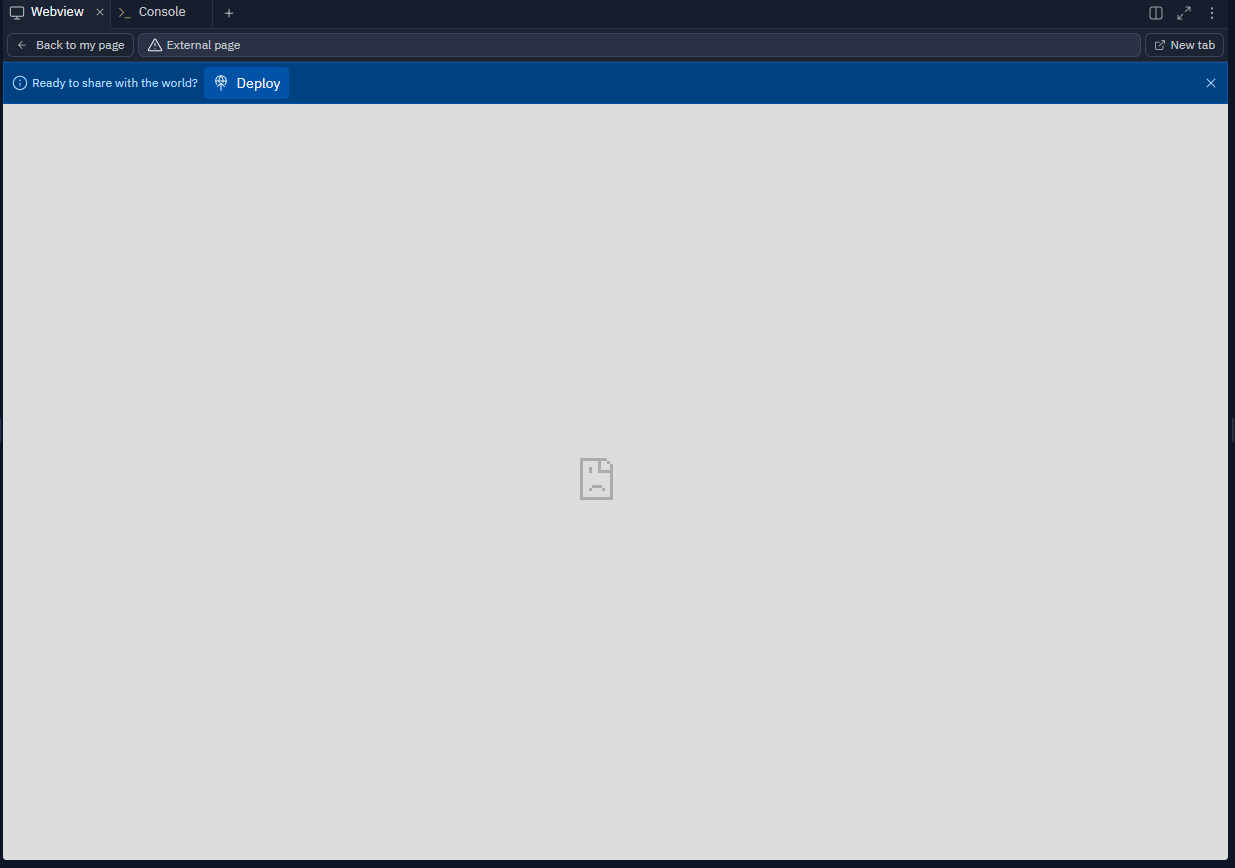 Webview
Console
Back to my page
External page
New tab
Ready to share with the world?
Deploy